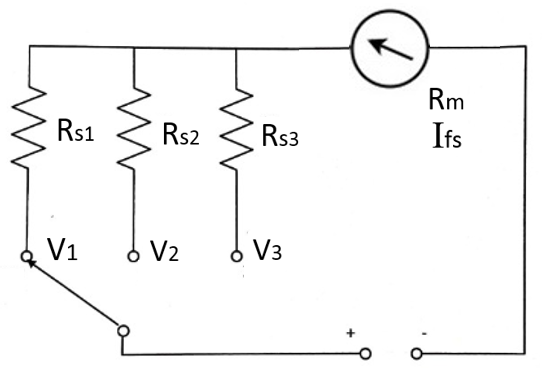 Rs1
Rs2
Rs3
Rm
Ifs
V1
V2
V3
+ -